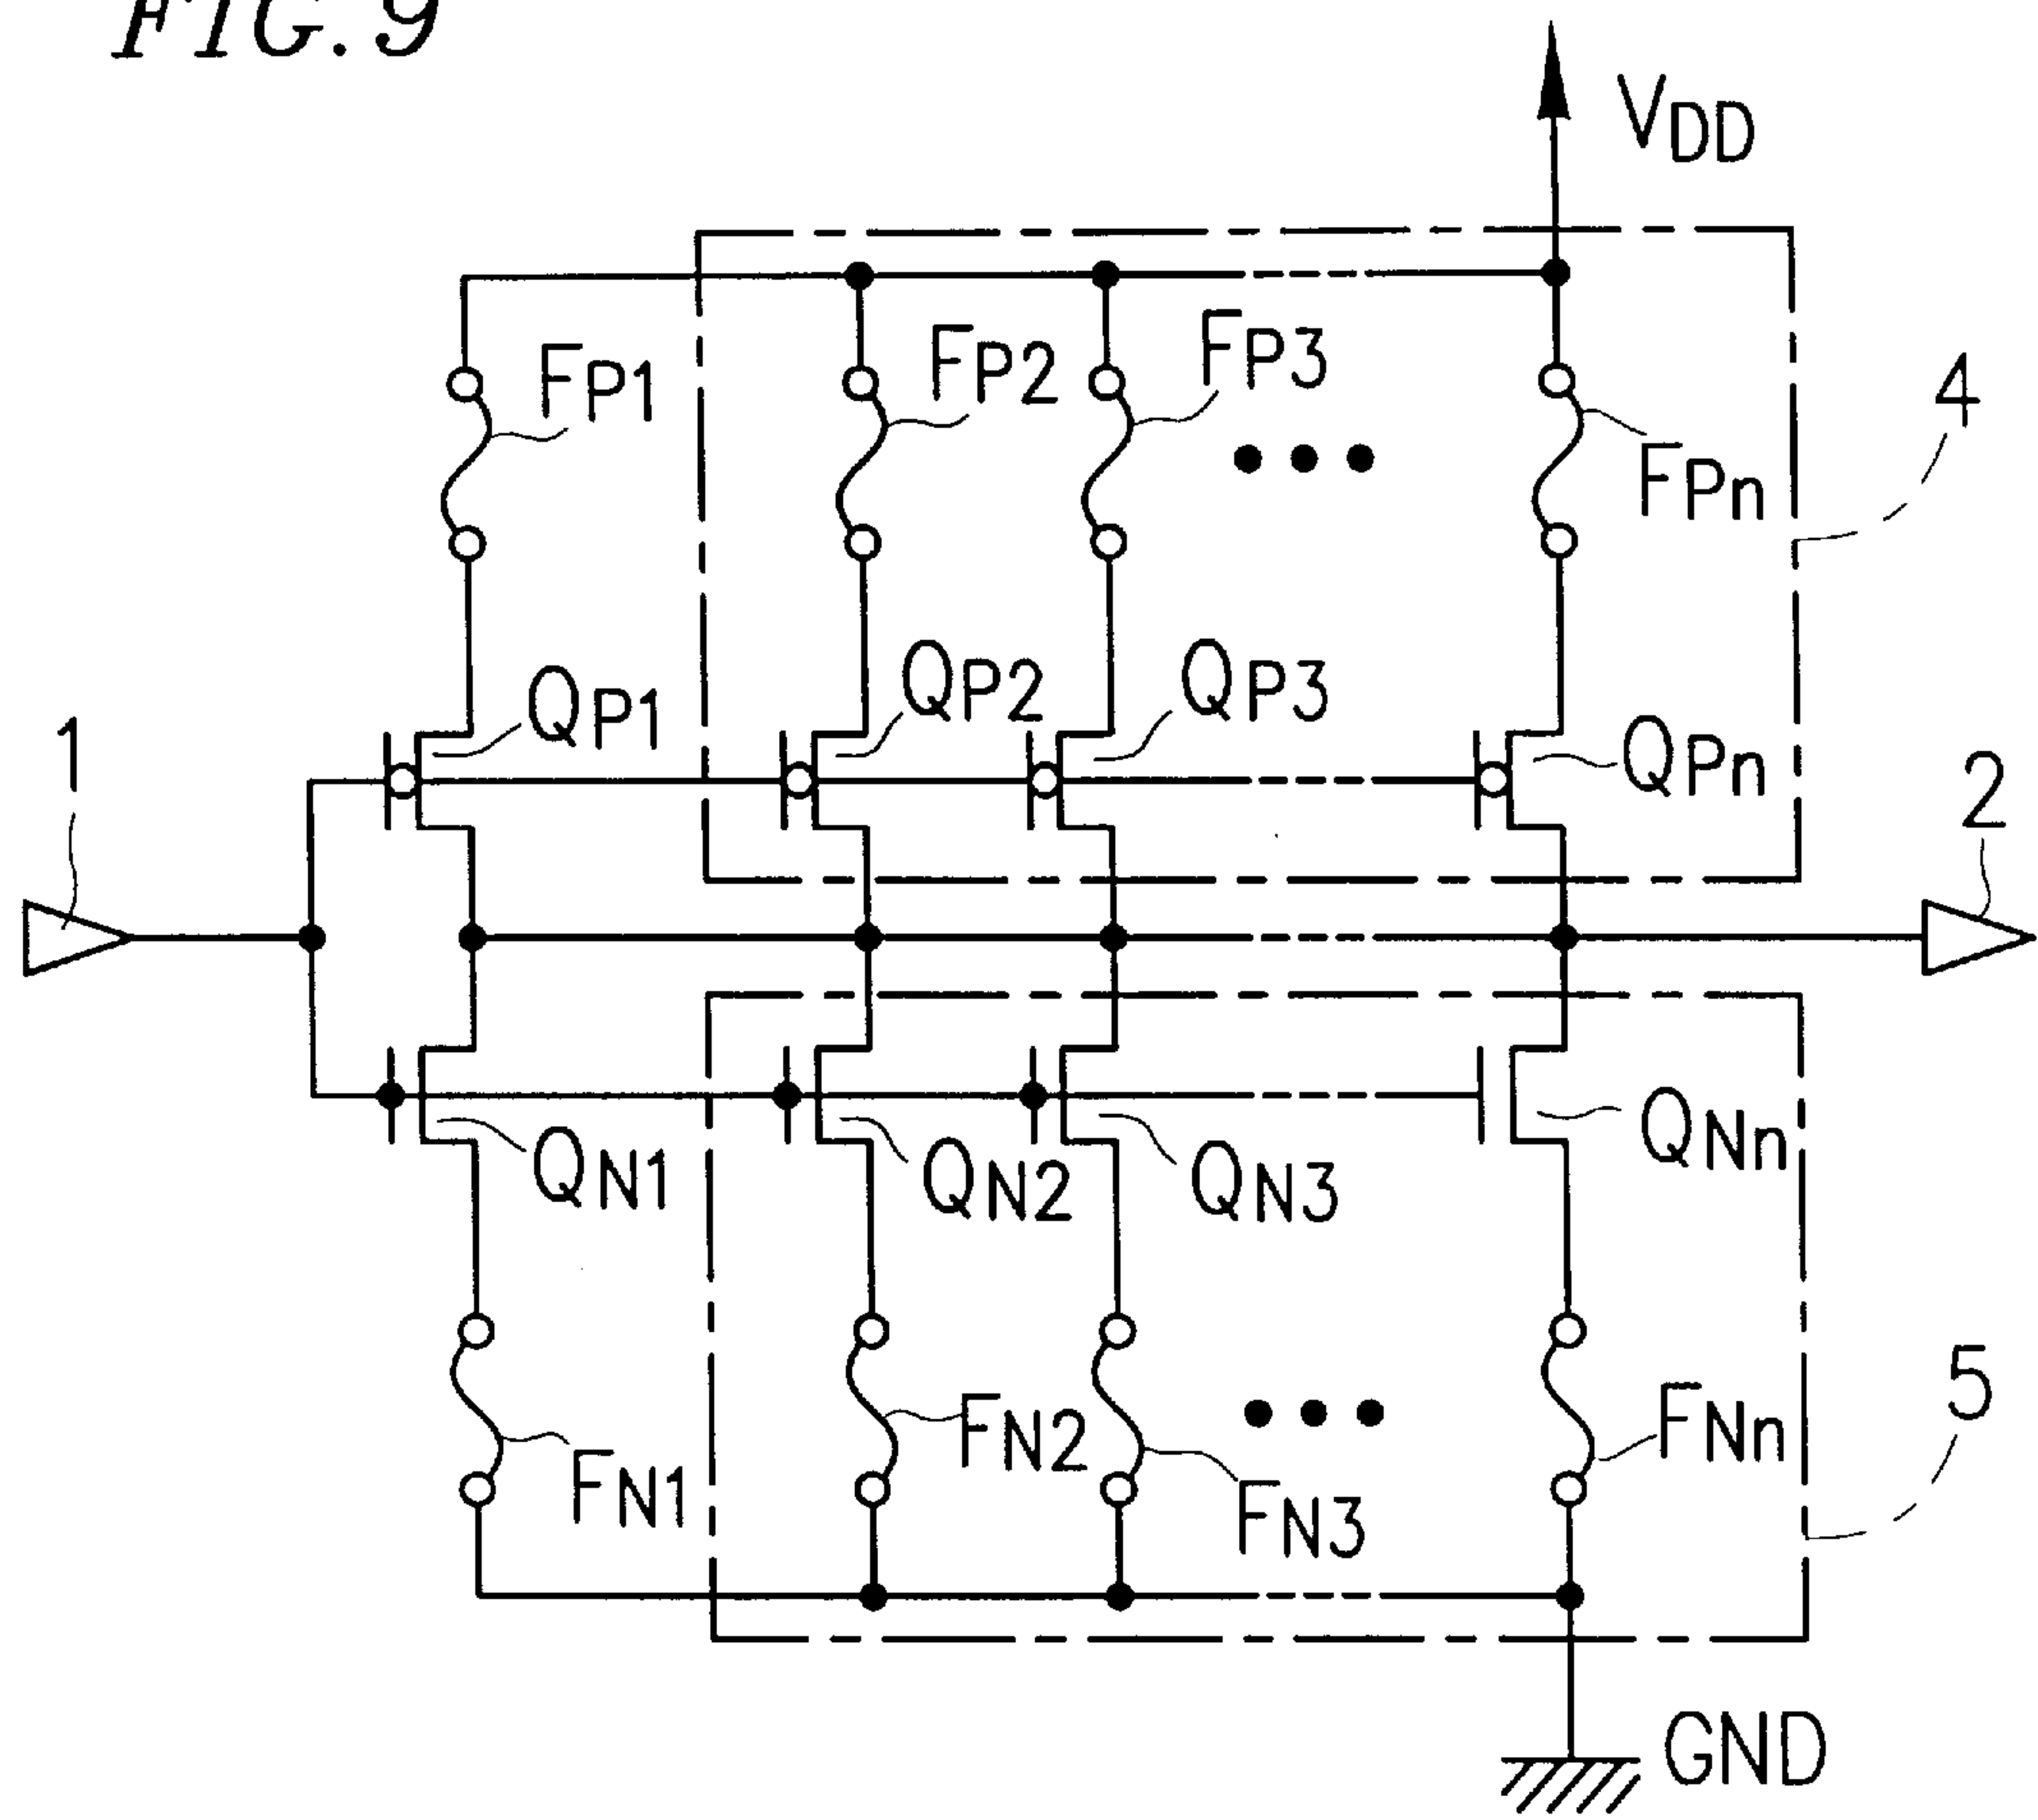 FIG. 9
VDD
FP1
FP2
FP3
FPn
4
QP1
QP2
QP3
QPn
1
2
QN1
QN2
QN3
QNn
FN1
FN2
FN3
FNn
5
GND